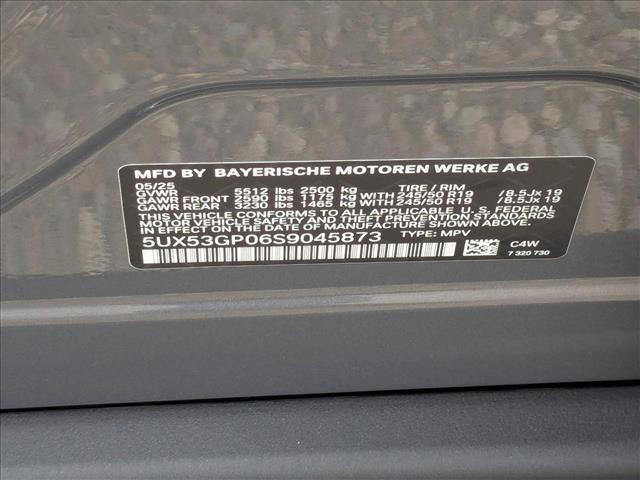 MFD BY BAYERISCHE MOTOREN WERKE AG
05/25 TIRE / RIM
GVWR 5512 lbs 2500 kg
GAWR FRONT 2590 lbs 1175 kg WITH 245/50 R19 /8.5Jx 19
GAWR REAR 3230 lbs 1465 kg WITH 245/50 R19 /8.5Jx 19
THIS VEHICLE CONFORMS TO ALL APPLICABLE U.S. FEDERAL
MOTOR VEHICLE SAFETY, BUMPER, AND THEFT PREVENTION STANDARDS
IN EFFECT ON THE DATE OF MANUFACTURE SHOWN ABOVE.
5UX53GP06S9045873 TYPE: MPV
C4W
7 320 730